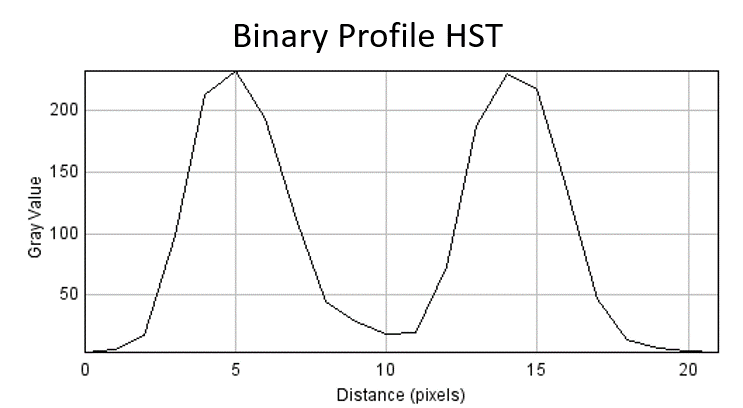 Binary Profile HST
200
150
100
50
Gray Value
0 5 10 15 20
Distance (pixels)